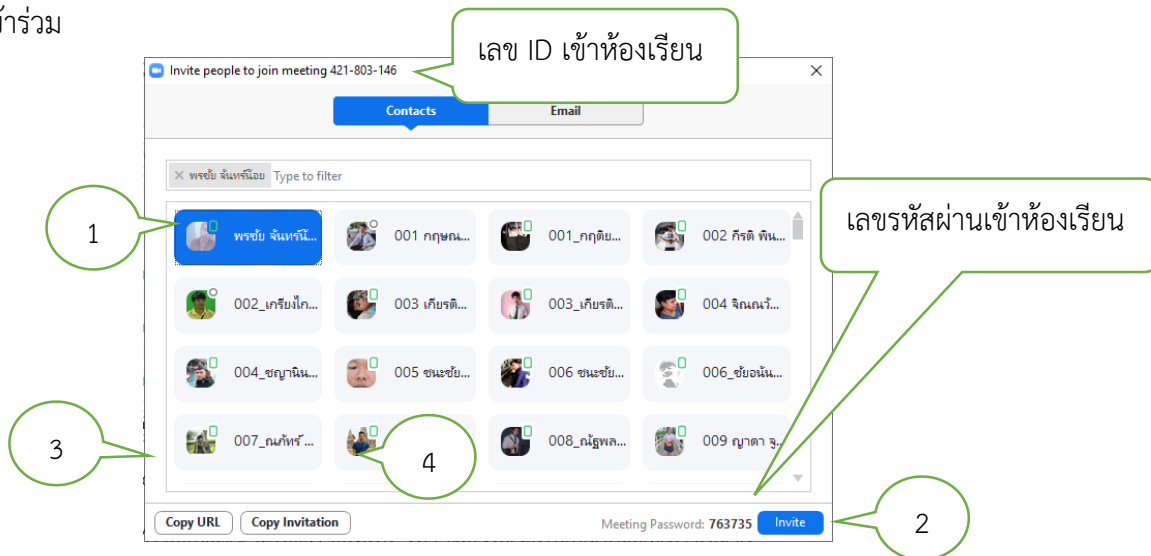 เข้าร่วม
เลข ID เข้าห้องเรียน
Invite people to join meeting 421-803-146
Contacts Email
พรชัย จันทร์น้อย Type to filter
1
เลขรหัสผ่านเข้าห้องเรียน
พรชัย จันทร์น้... 001 กฤษณ... 001_กฤติย... 002 กีรติ พิน...
002_เกรียงไก... 003 เกียรติ... 003_เกียรติ... 004 จิณณวั...
004_ชญานิน... 005 ชนะชัย... 006 ชนะชัย... 006_ชัยอนัน...
007_ณภัทร์ ... 008_ณัฐพล... 009 ญาดา จู...
3
4
Copy URL Copy Invitation Meeting Password: 763735 Invite
2